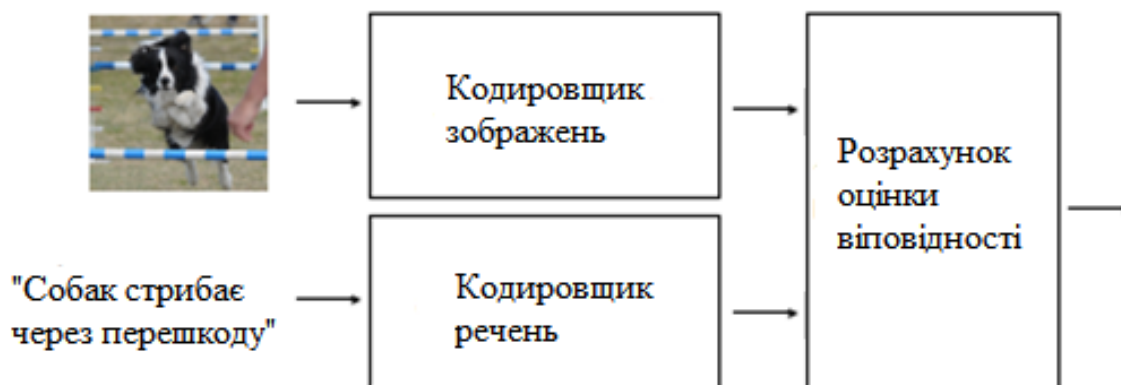 Кодировщик
зображень
Розрахунок
оцінки
віповідності
"Собак стрибає
через перешкоду"
Кодировщик
речень